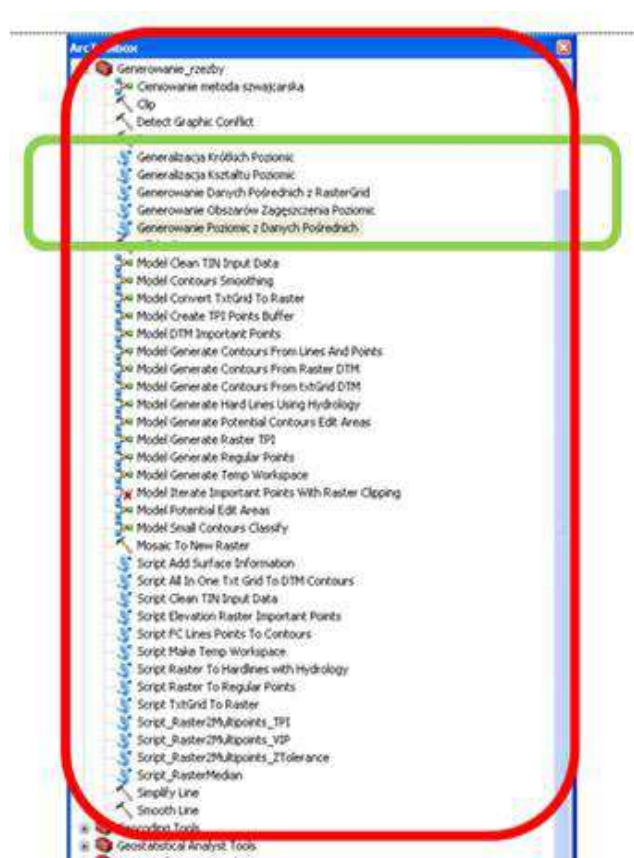 ArcToolbox
Generowanie_rzezby
Cieniowanie metoda szwajcarska
Clip
Detect Graphic Conflict
Generalizacja Krótkich Poziomic
Generalizacja Kształtu Poziomic
Generowanie Danych Pośrednich z RasterGrid
Generowanie Obszarów Zagęszczenia Poziomic
Generowanie Poziomic z Danych Pośrednich
Model Clean TIN Input Data
Model Contours Smoothing
Model Convert TxtGrid To Raster
Model Create TPI Points Buffer
Model DTM Important Points
Model Generate Contours From Lines And Points
Model Generate Contours From Raster DTM
Model Generate Contours From txtGrid DTM
Model Generate Hard Lines Using Hydrology
Model Generate Potential Contours Edit Areas
Model Generate Raster TPI
Model Generate Regular Points
Model Generate Temp Workspace
Model Iterate Important Points With Raster Clipping
Model Potential Edit Areas
Model Small Contours Classify
Mosaic To New Raster
Script Add Surface Information
Script All In One Txt Grid To DTM Contours
Script Clean TIN Input Data
Script Elevation Raster Important Points
Script FC Lines Points To Contours
Script Make Temp Workspace
Script Raster To Hardlines with Hydrology
Script Raster To Regular Points
Script TxtGrid To Raster
Script_Raster2Multipoints_TPI
Script_Raster2Multipoints_VIP
Script_Raster2Multipoints_ZTolerance
Script_RasterMedian
Simplify Line
Smooth Line
Geocoding Tools
Geostatistical Analyst Tools